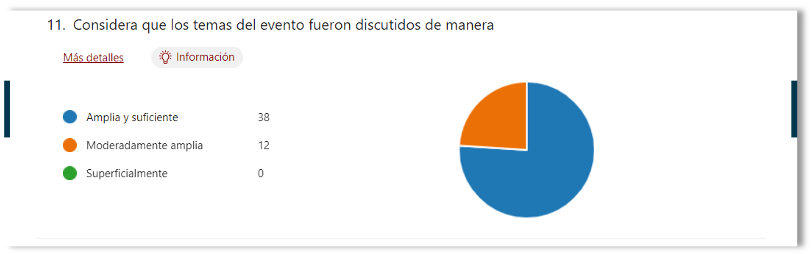 11. Considera que los temas del evento fueron discutidos de manera
Más detalles Información
Amplia y suficiente 38
Moderadamente amplia 12
Superficialmente 0